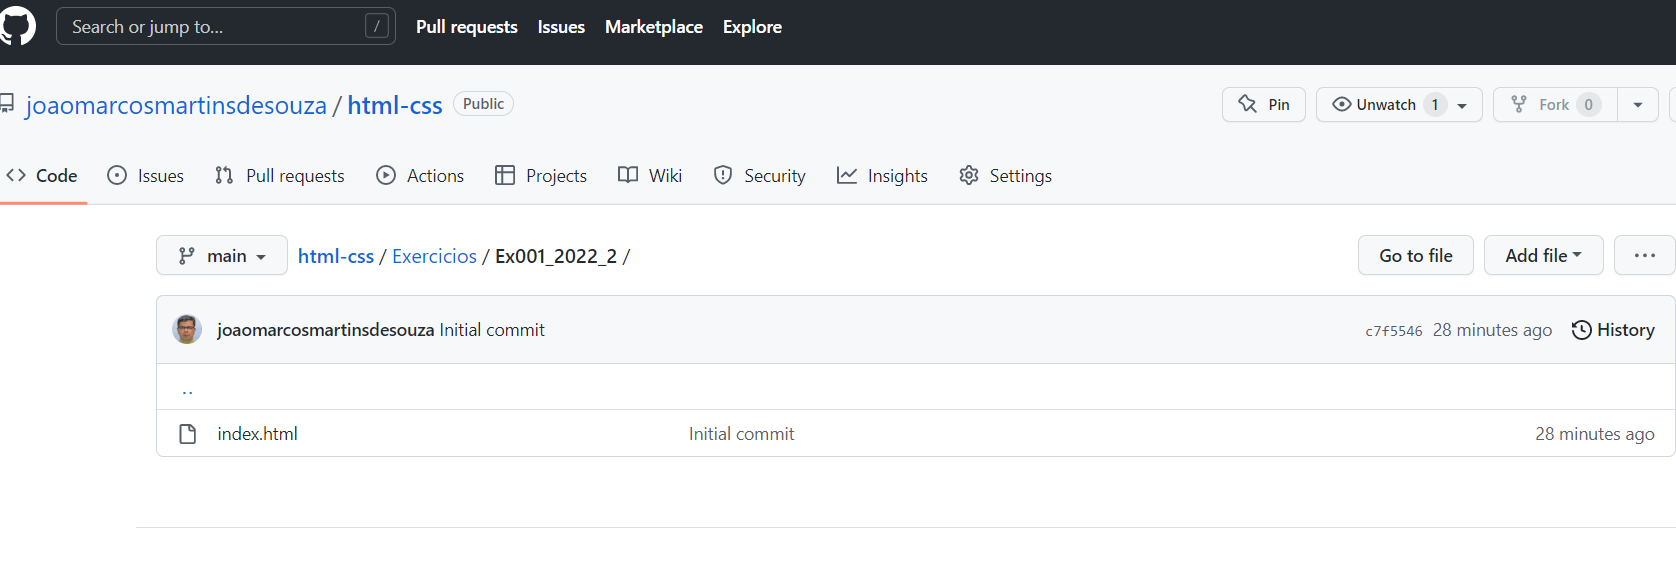 Search or jump to... / Pull requests Issues Marketplace Explore
joaomarcosmartinsdesouza / html-css Public Pin Unwatch 1 Fork 0
Code Issues Pull requests Actions Projects Wiki Security Insights Settings
main html-css / Exercicios / Ex001_2022_2 / Go to file Add file ...
joaomarcosmartinsdesouza Initial commit c7f5546 28 minutes ago History
..
index.html Initial commit 28 minutes ago